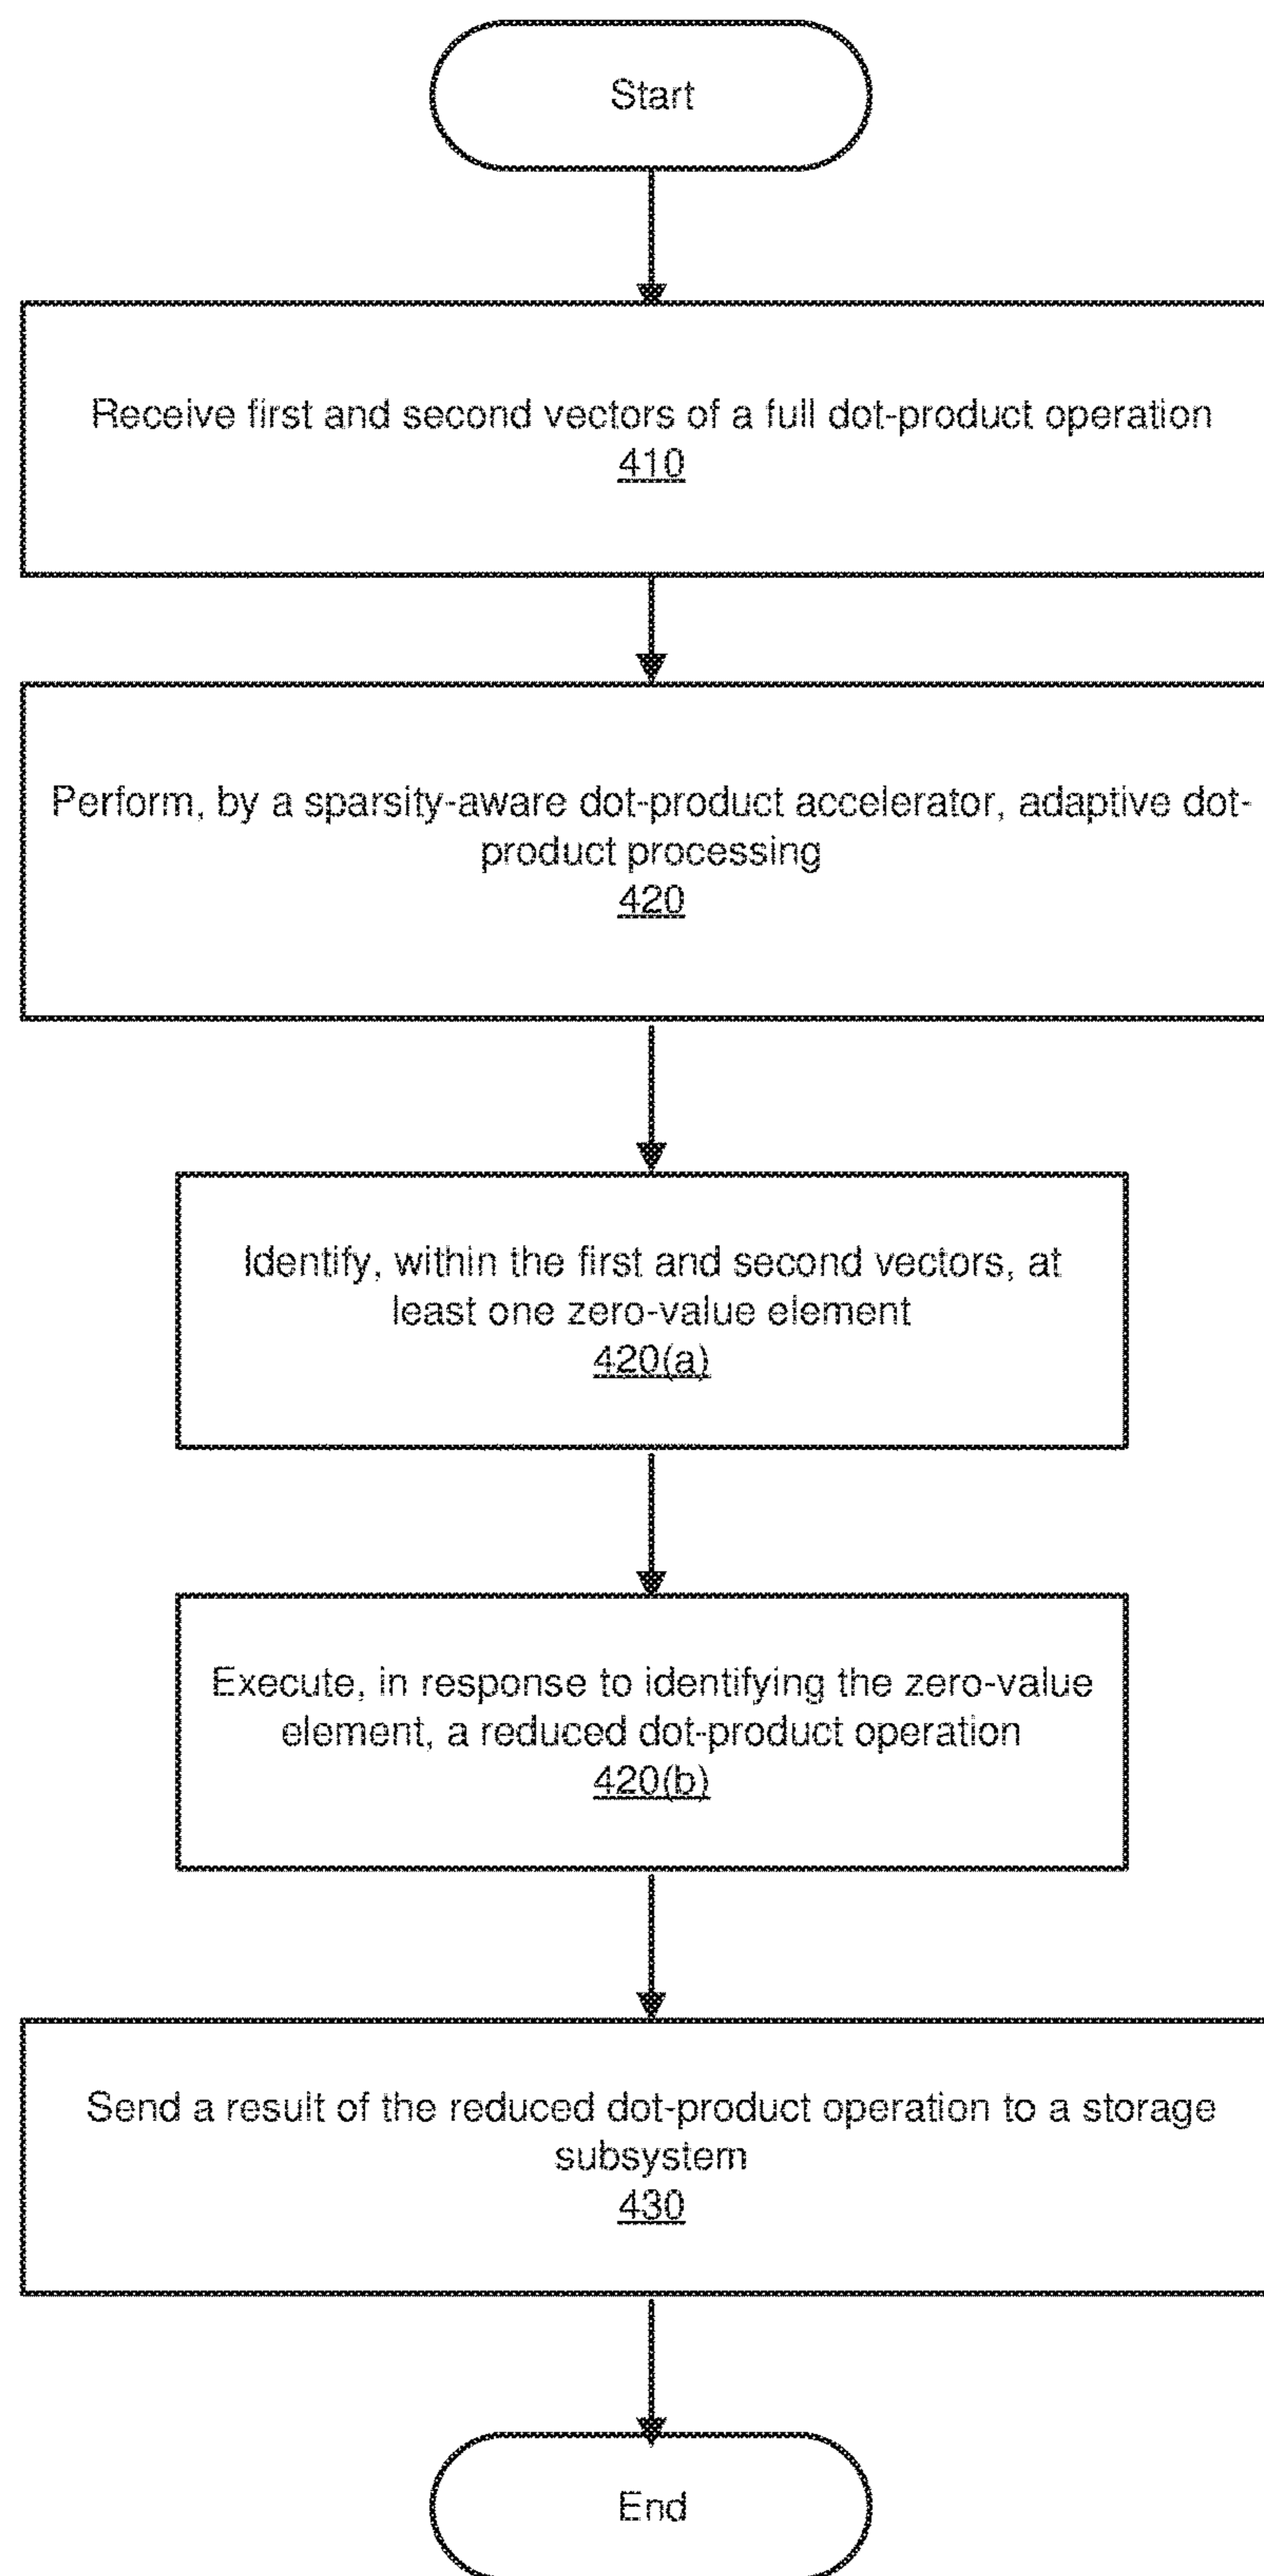 Start
Receive first and second vectors of a full dot-product operation
410
Perform, by a sparsity-aware dot-product accelerator, adaptive dot-
product processing
420
Identify, within the first and second vectors, at
least one zero-value element
420(a)
Execute, in response to identifying the zero-value
element, a reduced dot-product operation
420(b)
Send a result of the reduced dot-product operation to a storage
subsystem
430
End